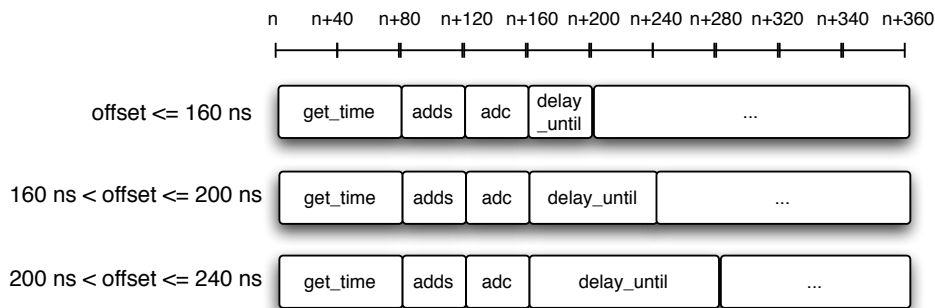 n n+40 n+80 n+120 n+160 n+200 n+240 n+280 n+320 n+340 n+360
offset <= 160 ns get_time adds adc delay
_until ...
160 ns < offset <= 200 ns get_time adds adc delay_until ...
200 ns < offset <= 240 ns get_time adds adc delay_until ...